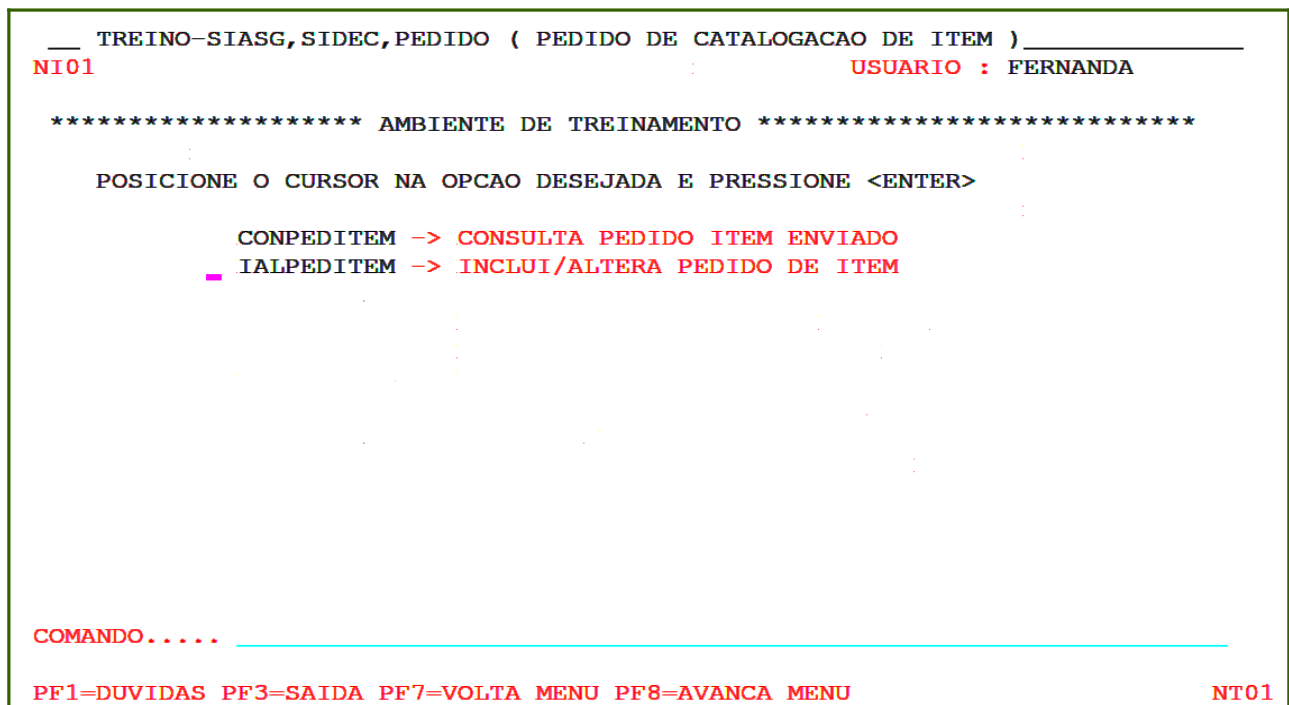 __ TREINO-SIASG,SIDEC,PEDIDO ( PEDIDO DE CATALOGACAO DE ITEM )______________
NI01 USUARIO : FERNANDA
******************** AMBIENTE DE TREINAMENTO ****************************
POSICIONE O CURSOR NA OPCAO DESEJADA E PRESSIONE <ENTER>
CONPEDITEM -> CONSULTA PEDIDO ITEM ENVIADO
_ IALPEDITEM -> INCLUI/ALTERA PEDIDO DE ITEM
COMANDO..... _______________________________________________________________
PF1=DUVIDAS PF3=SAIDA PF7=VOLTA MENU PF8=AVANCA MENU NT01